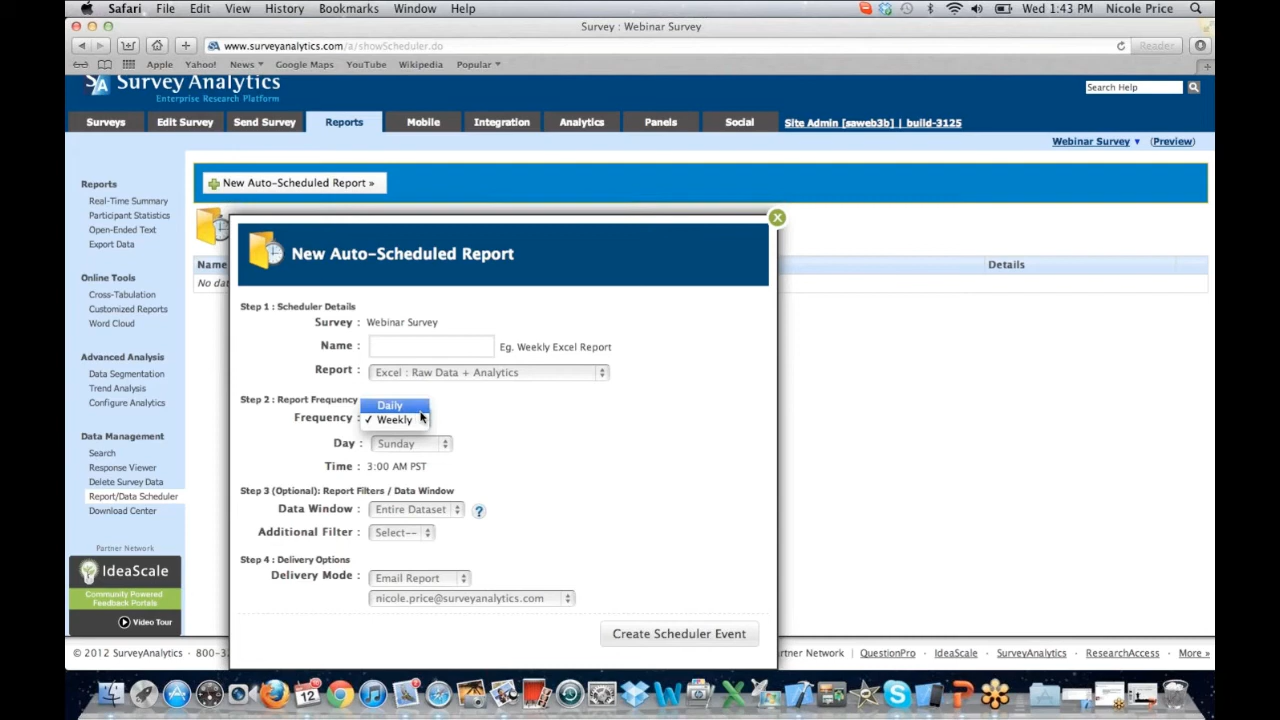 Safari File Edit View History Bookmarks Window Help Wed 1:43 PM Nicole Price
Survey : Webinar Survey
www.surveyanalytics.com/a/showScheduler.do Reader
Apple Yahoo! News Google Maps YouTube Wikipedia Popular
SA Survey Analytics
Enterprise Research Platform
Search Help
Surveys Edit Survey Send Survey Reports Mobile Integration Analytics Panels Social Site Admin [saweb3b] | build-3125
Webinar Survey (Preview)
New Auto-Scheduled Report »
Reports
Real-Time Summary
Participant Statistics
Open-Ended Text
Export Data
Online Tools
Cross-Tabulation
Customized Reports
Word Cloud
Advanced Analysis
Data Segmentation
Trend Analysis
Configure Analytics
Data Management
Search
Response Viewer
Delete Survey Data
Report/Data Scheduler
Download Center
Partner Network
IdeaScale
Community Powered
Feedback Portals
Video Tour
Name Details
No dat
X
New Auto-Scheduled Report
Step 1 : Scheduler Details
Survey : Webinar Survey
Name : Eg. Weekly Excel Report
Report : Excel : Raw Data + Analytics
Step 2 : Report Frequency
Daily
Frequency : ✓ Weekly
Day : Sunday
Time : 3:00 AM PST
Step 3 (Optional): Report Filters / Data Window
Data Window : Entire Dataset ?
Additional Filter : Select--
Step 4 : Delivery Options
Delivery Mode : Email Report
nicole.price@surveyanalytics.com
Create Scheduler Event
© 2012 SurveyAnalytics - 800-3 rtner Network | QuestionPro | IdeaScale | SurveyAnalytics | ResearchAccess | More »
12